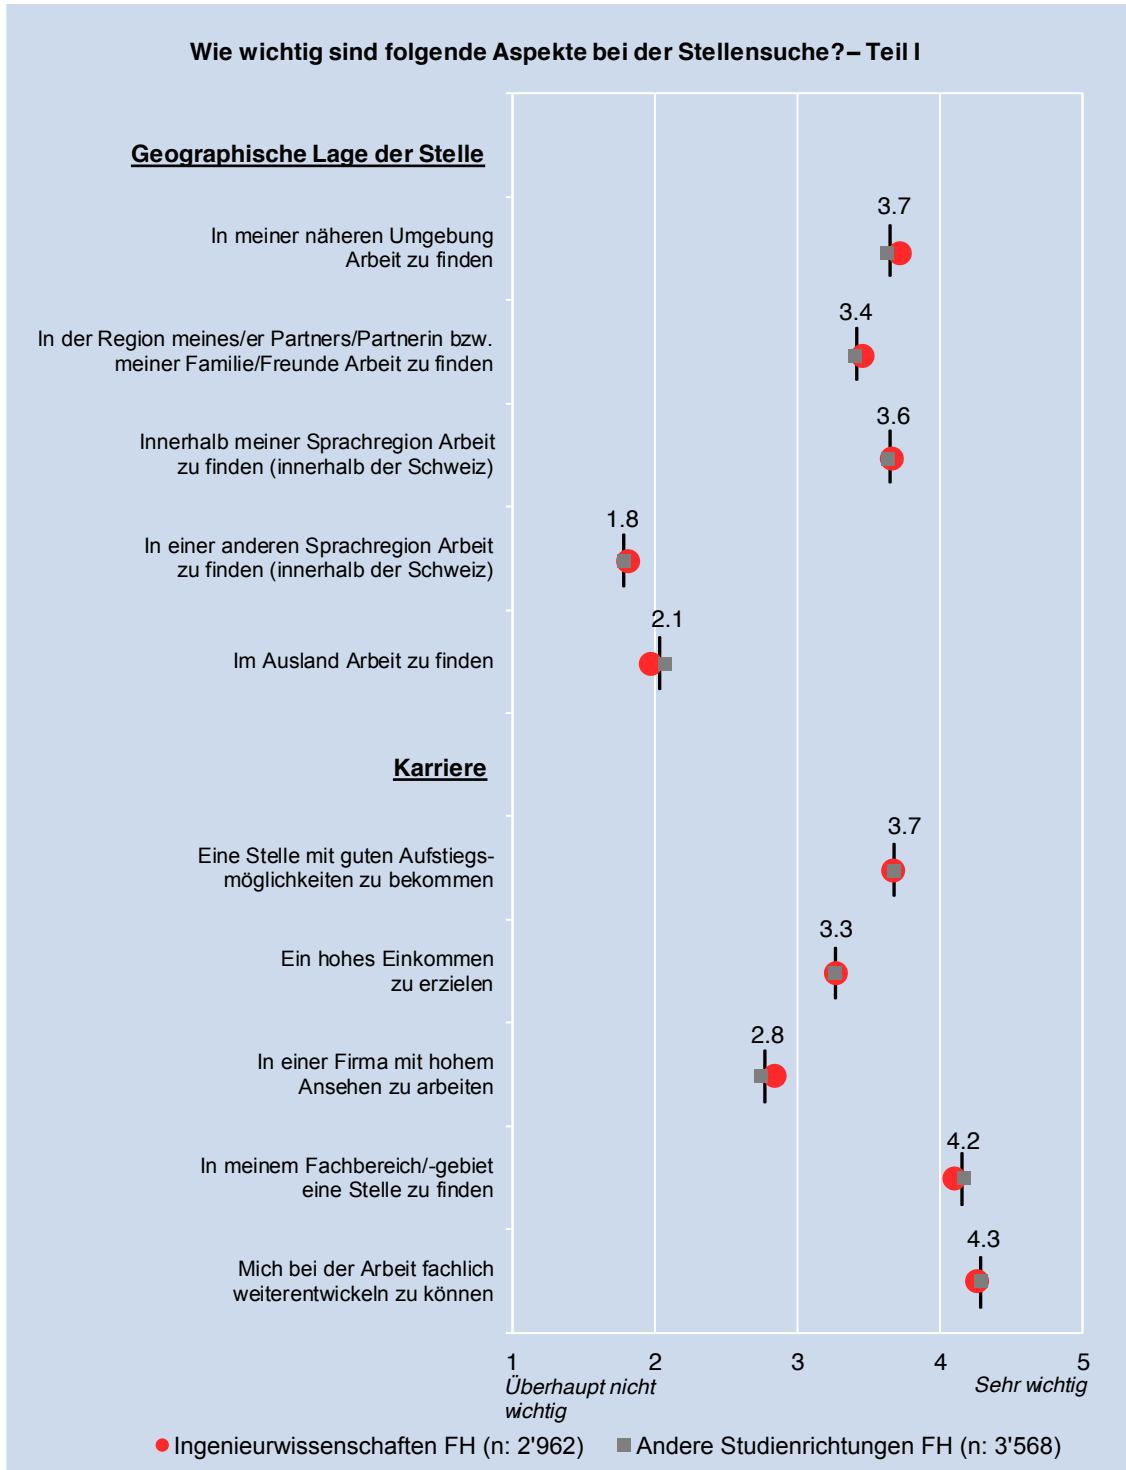 Wie wichtig sind folgende Aspekte bei der Stellensuche?– Teil I
Geographische Lage der Stelle
3.7
In meiner näheren Umgebung
Arbeit zu finden
3.4
In der Region meines/er Partners/Partnerin bzw.
meiner Familie/Freunde Arbeit zu finden
3.6
Innerhalb meiner Sprachregion Arbeit
zu finden (innerhalb der Schweiz)
1.8
In einer anderen Sprachregion Arbeit
zu finden (innerhalb der Schweiz)
2.1
Im Ausland Arbeit zu finden
Karriere
3.7
Eine Stelle mit guten Aufstiegs-
möglichkeiten zu bekommen
3.3
Ein hohes Einkommen
zu erzielen
2.8
In einer Firma mit hohem
Ansehen zu arbeiten
4.2
In meinem Fachbereich/-gebiet
eine Stelle zu finden
4.3
Mich bei der Arbeit fachlich
weiterentwickeln zu können
1 2 3 4 5
Überhaupt nicht
wichtig
Sehr wichtig
Ingenieurwissenschaften FH (n: 2'962) Andere Studienrichtungen FH (n: 3'568)